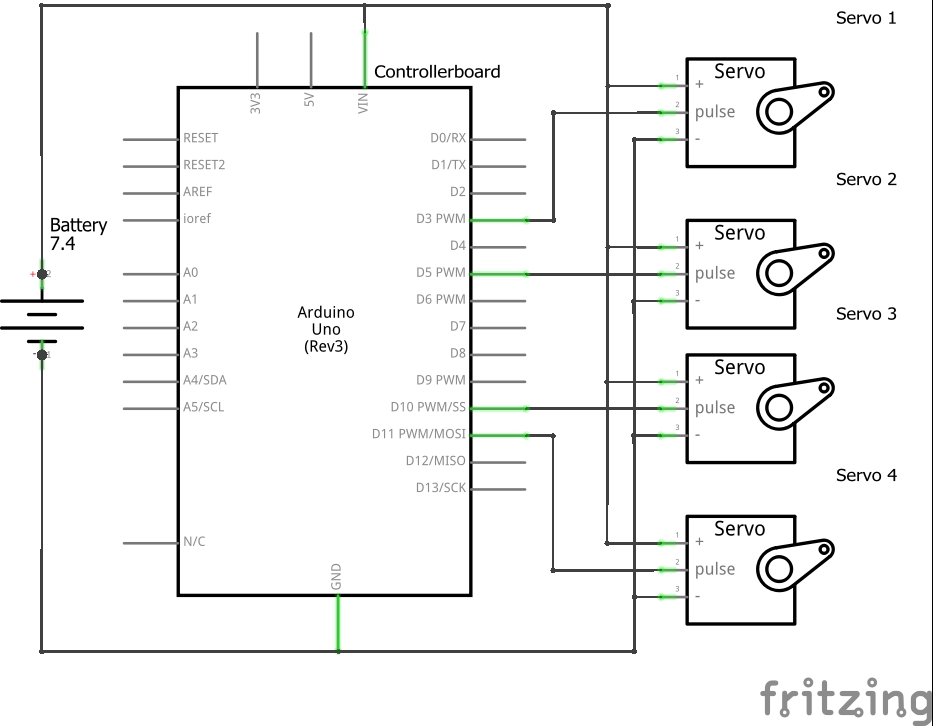 Servo 1
Controllerboard
3V3
5V
VIN
Servo
1
+
2
pulse
3
-
RESET
D0/RX
RESET2
D1/TX
AREF
D2
Servo 2
ioref
D3 PWM
Battery
7.4
D4
Servo
1
+
2
pulse
3
-
+
2
A0
D5 PWM
A1
D6 PWM
A2
D7
A3
D8
A4/SDA
D9 PWM
A5/SCL
D10 PWM/SS
D11 PWM/MOSI
D12/MISO
D13/SCK
Arduino
Uno
(Rev3)
- 1
Servo 3
Servo
1
+
2
pulse
3
-
Servo 4
Servo
1
+
2
pulse
3
-
N/C
GND
fritzing